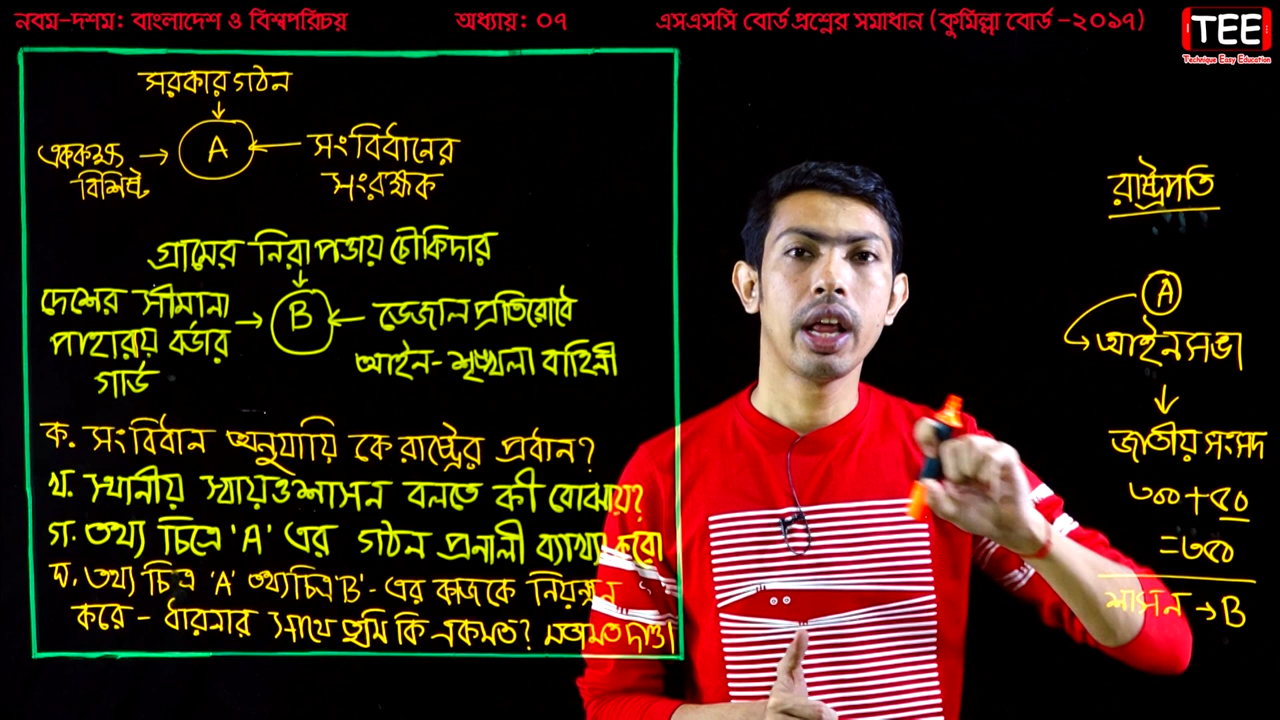 নবম-দশম: বাংলাদেশ ও বিশ্বপরিচয়
অধ্যায়: ০৭
এসএসসি বোর্ড প্রশ্নের সমাধান (কুমিল্লা বোর্ড -২০১৭)
TEE
Technique Easy Education
সরকার গঠন
A
এককক্ষ
বিশিষ্ট
সংবিধানের
সংরক্ষক
গ্রামের নিরাপত্তায় চৌকিদার
দেশের সীমানা
পাহারায় বর্ডার
গার্ড
B
ভেজাল প্রতিরোধে
আইন-শৃঙ্খলা বাহিনী
ক. সংবিধান অনুযায়ি কে রাষ্ট্রের প্রধান?
খ. স্থানীয় স্বায়ত্তশাসন বলতে কী বোঝায়?
গ. তথ্য চিত্রে 'A' এর গঠন প্রনালী ব্যাখ্যা করো
ঘ. তথ্য চিত্র 'A' তথ্যচিত্র 'B'-এর কাজকে নিয়ন্ত্রন
করে - ধারনার সাথে তুমি কি একমত? মতামত দাও।
রাষ্ট্রপতি
A
আইনসভা
জাতীয় সংসদ
৩০০+৫০
=৩৫০
শাসন → B